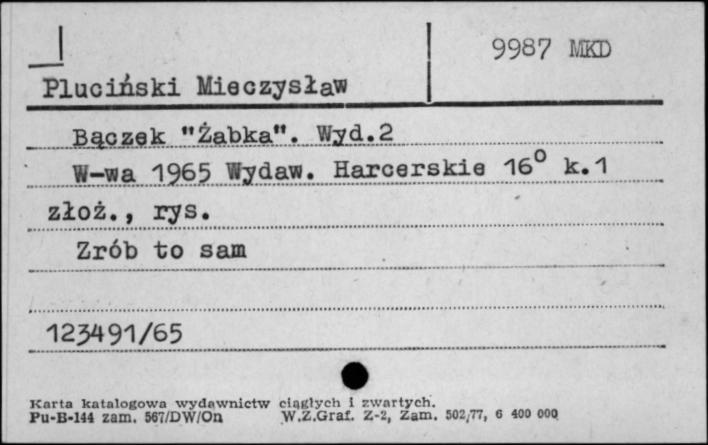 9987 MKD
Pluciński Mieczysław
Bączek "Żabka". Wyd.2
W-wa 1965 Wydaw. Harcerskie 16° k.1
złoż., rys.
Zrób to sam
123491/65
Karta katalogowa wydawnictw ciągłych i zwartych.
Pu-B-144 zam. 567/DW/On W.Z.Graf. Z-2, Zam. 502/77, 6 400 000